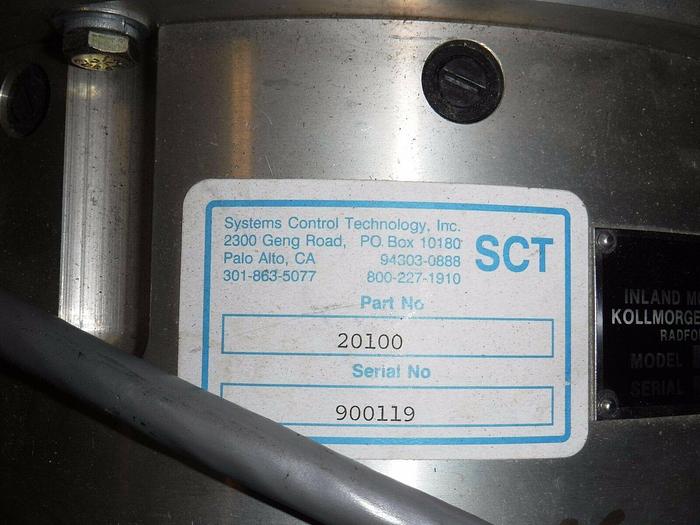 Systems Control Technology, Inc.
2300 Geng Road, PO. Box 10180
Palo Alto, CA 94303-0888
301-863-5077 800-227-1910
SCT
Part No
20100
Serial No
900119
INLAND
KOLLMORGE
RADFO
MODEL
SERIAL